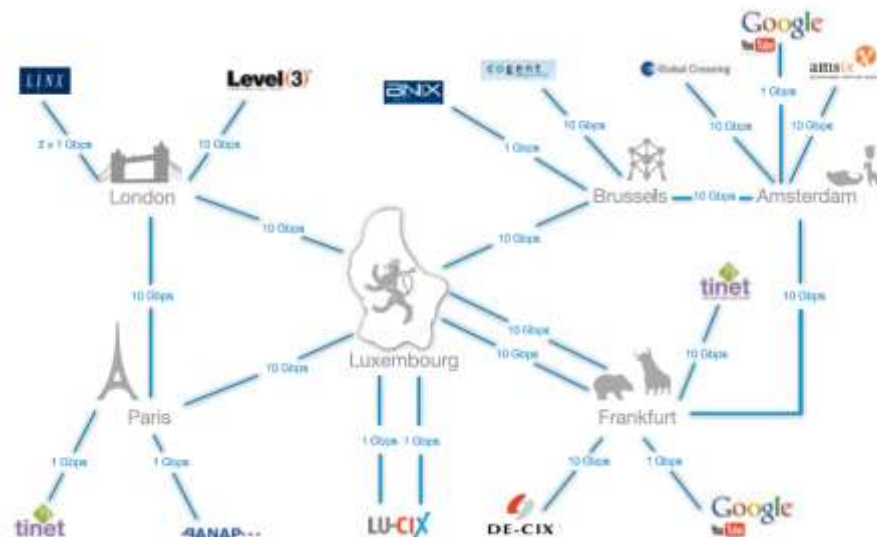 LINX
Level(3)
BNIX
cogent
Global Crossing
Google
YouTube
amsix
2 x 1 Gbps
10 Gbps
1 Gbps
10 Gbps
10 Gbps
1 Gbps
10 Gbps
London
Brussels
10 Gbps
Amsterdam
10 Gbps
10 Gbps
tinet
10 Gbps
10 Gbps
10 Gbps
10 Gbps
10 Gbps
10 Gbps
Luxembourg
10 Gbps
Paris
Frankfurt
1 Gbps
1 Gbps
1 Gbps
1 Gbps
10 Gbps
1 Gbps
tinet
LU-CIX
DE-CIX
Google
YouTube